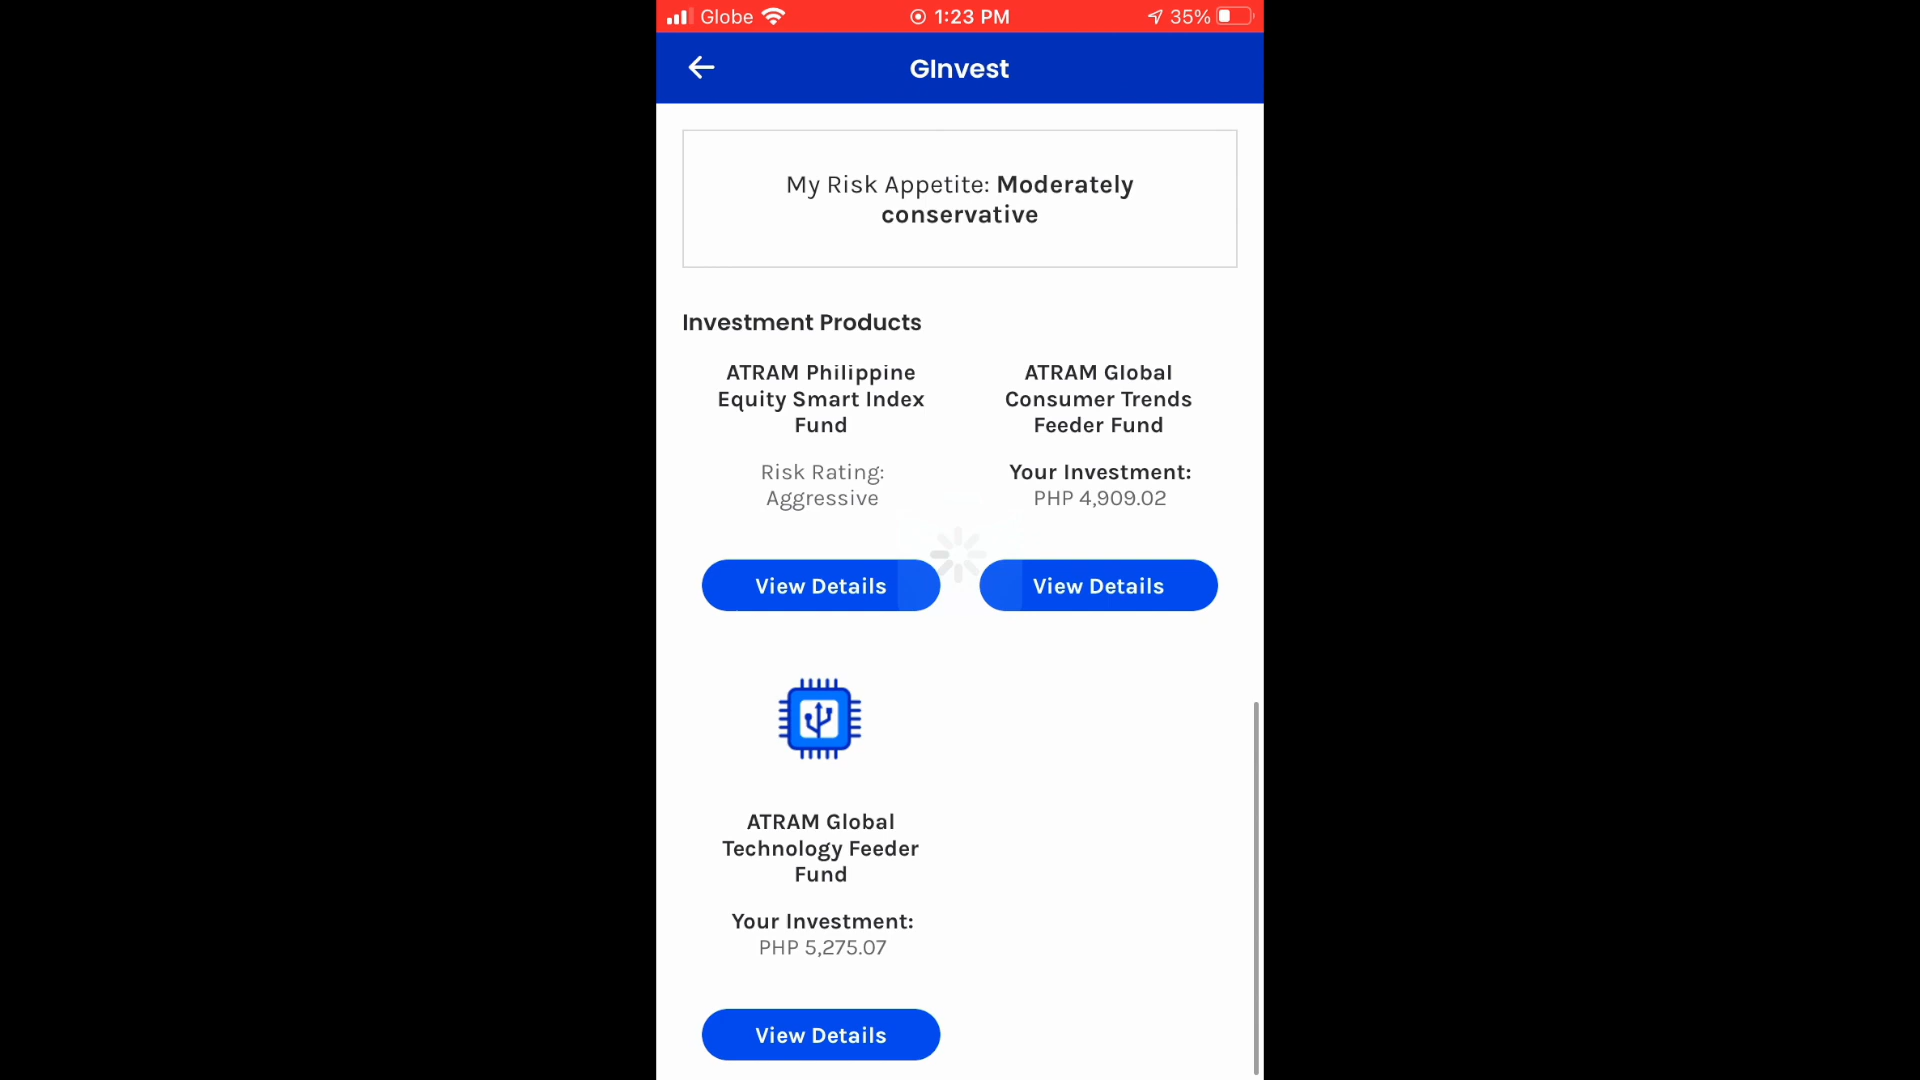 Globe
1:23 PM
35%
GInvest
My Risk Appetite: Moderately
conservative
Investment Products
ATRAM Philippine
Equity Smart Index
Fund
Risk Rating:
Aggressive
View Details
ATRAM Global
Consumer Trends
Feeder Fund
Your Investment:
PHP 4,909.02
View Details
ATRAM Global
Technology Feeder
Fund
Your Investment:
PHP 5,275.07
View Details